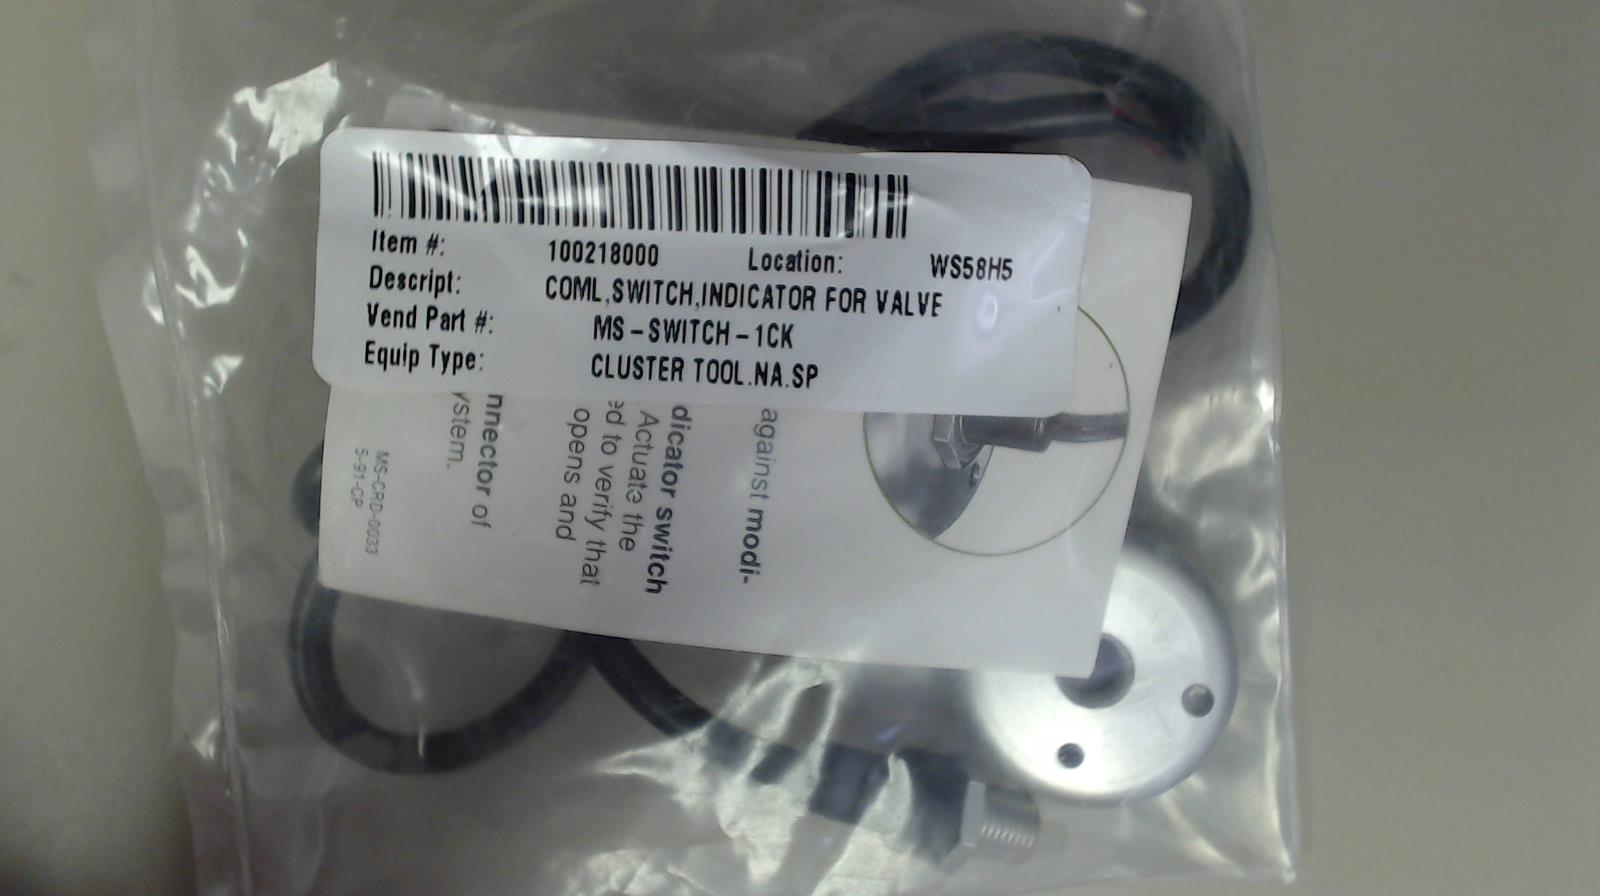 Item #: 100218000 Location: WS58H5
Descript: COML,SWITCH,INDICATOR FOR VALVE
Vend Part #: MS-SWITCH-1CK
Equip Type: CLUSTER TOOL.NA.SP
against modi-
dicator switch
Actuate the
ed to verify that
opens and
nnector of
ystem.
MS-CRD-0033
5-91-CP